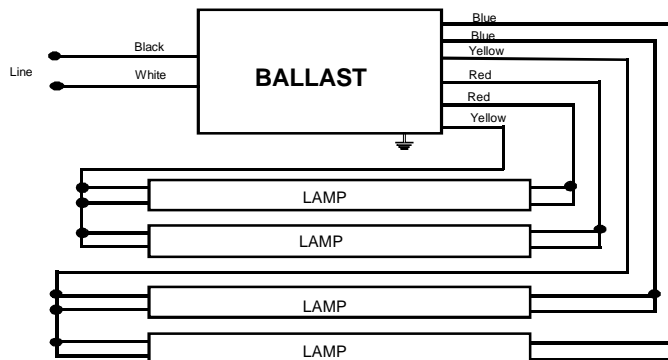 Blue
Blue
Black
Yellow
Line
BALLAST
White
Red
Red
Yellow
LAMP
LAMP
LAMP
LAMP